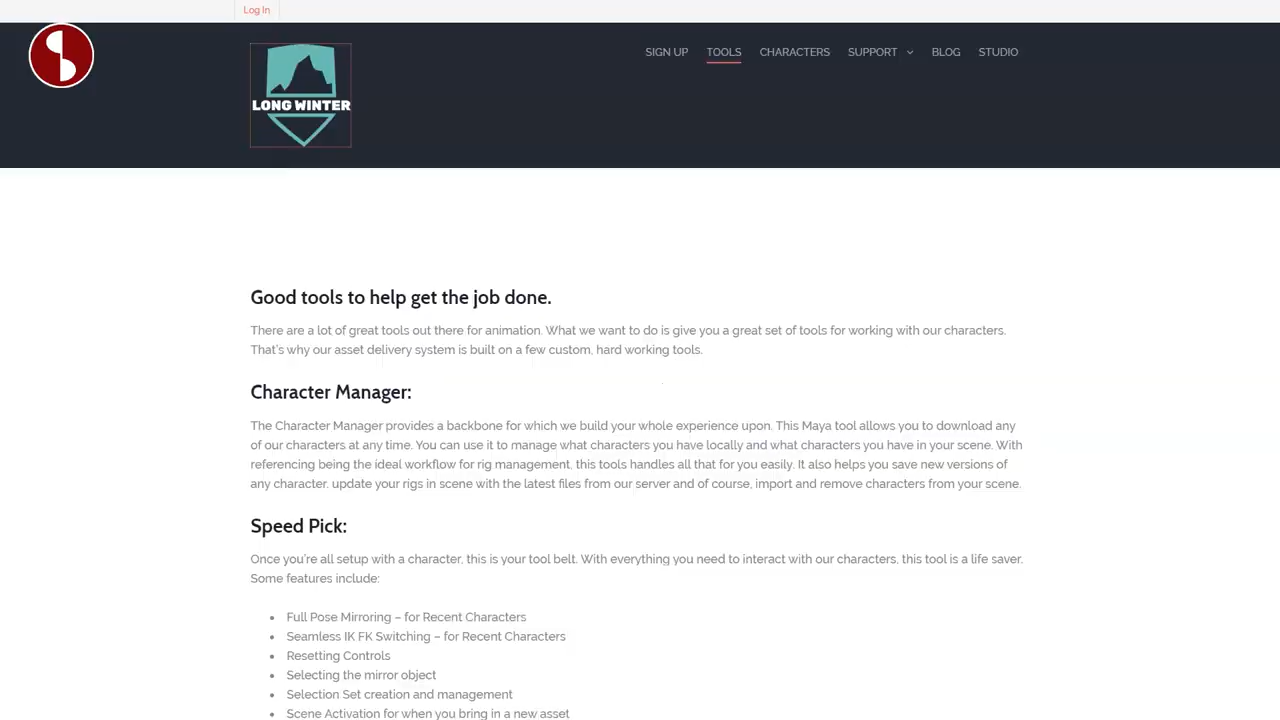 Log In
LONG WINTER
SIGN UP TOOLS CHARACTERS SUPPORT BLOG STUDIO
Good tools to help get the job done.
There are a lot of great tools out there for animation. What we want to do is give you a great set of tools for working with our characters.
That's why our asset delivery system is built on a few custom, hard working tools.
Character Manager:
The Character Manager provides a backbone for which we build your whole experience upon. This Maya tool allows you to download any
of our characters at any time. You can use it to manage what characters you have locally and what characters you have in your scene. With
referencing being the ideal workflow for rig management, this tools handles all that for you easily. It also helps you save new versions of
any character, update your rigs in scene with the latest files from our server and of course, import and remove characters from your scene.
Speed Pick:
Once you're all setup with a character, this is your tool belt. With everything you need to interact with our characters, this tool is a life saver.
Some features include:
• Full Pose Mirroring – for Recent Characters
• Seamless IK FK Switching – for Recent Characters
• Resetting Controls
• Selecting the mirror object
• Selection Set creation and management
• Scene Activation for when you bring in a new asset